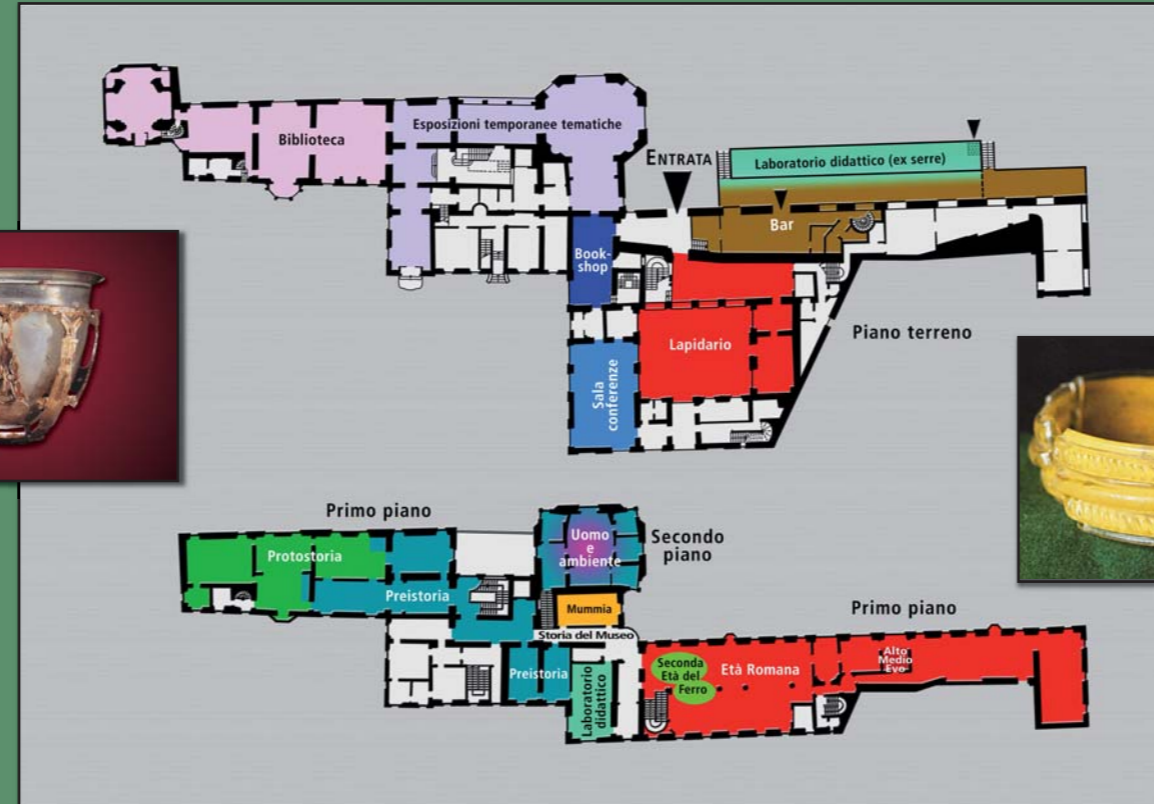 Biblioteca
Esposizioni temporanee tematiche
ENTRATA
Laboratorio didattico (ex serre)
Bar
Book-
shop
Lapidario
Piano terreno
Sala
conferenze
Primo piano
Uomo
e
ambiente
Secondo
piano
Protostoria
Preistoria
Mummia
Primo piano
Storia del Museo
Preistoria
Laboratorio
didattico
Seconda
Età del
Ferro
Età Romana
Alto
Medio
Evo